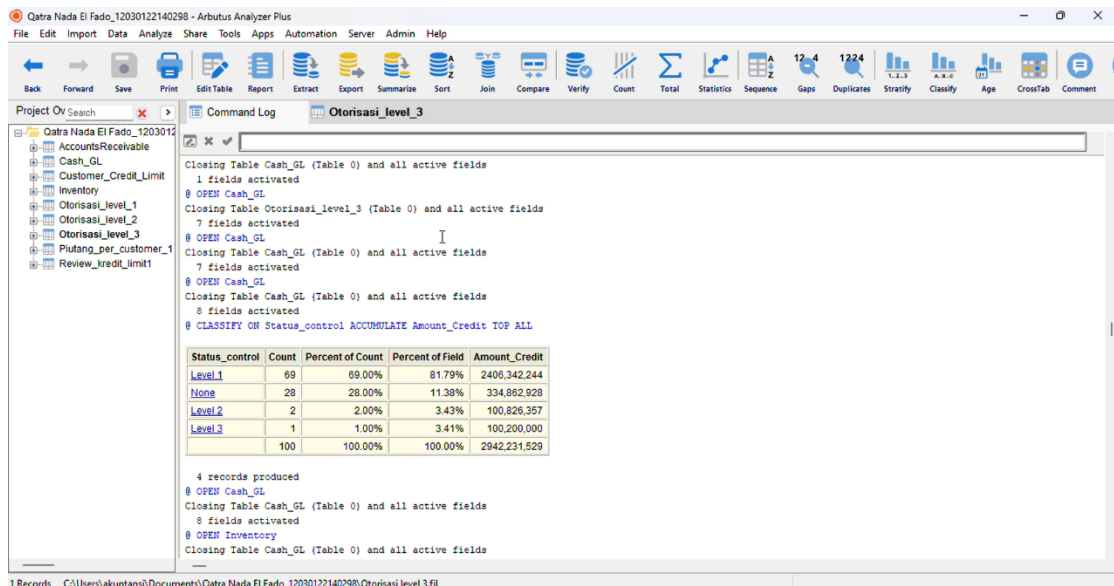 Qatra Nada El Fado_12030122140298 - Arbutus Analyzer Plus
File Edit Import Data Analyze Share Tools Apps Automation Server Admin Help
12 4 1224
1..2..3 A..B..C 31
Back Forward Save Print Edit Table Report Extract Export Summarize Sort Join Compare Verify Count Total Statistics Sequence Gaps Duplicates Stratify Classify Age CrossTab Comment
Project Ov Search
Command Log Otorisasi_level_3
Qatra Nada El Fado_1203012
AccountsReceivable
Cash_GL
Customer_Credit_Limit
Inventory
Otorisasi_level_1
Otorisasi_level_2
Otorisasi_level_3
Piutang_per_customer_1
Review_kredit_limit1
Closing Table Cash_GL (Table 0) and all active fields
1 fields activated
@ OPEN Cash_GL
Closing Table Otorisasi_level_3 (Table 0) and all active fields
7 fields activated
@ OPEN Cash_GL
Closing Table Cash_GL (Table 0) and all active fields
7 fields activated
@ OPEN Cash_GL
Closing Table Cash_GL (Table 0) and all active fields
8 fields activated
@ CLASSIFY ON Status_control ACCUMULATE Amount_Credit TOP ALL
Status_control Count Percent of Count Percent of Field Amount_Credit
Level 1 69 69.00% 81.79% 2406,342,244
None 28 28.00% 11.38% 334,862,928
Level 2 2 2.00% 3.43% 100,826,357
Level 3 1 1.00% 3.41% 100,200,000
100 100.00% 100.00% 2942,231,529
4 records produced
@ OPEN Cash_GL
Closing Table Cash_GL (Table 0) and all active fields
8 fields activated
@ OPEN Inventory
Closing Table Cash_GL (Table 0) and all active fields
1 Records C:\Users\akuntansi\Documents\Qatra Nada El Fado_12030122140298\Otorisasi level 3.fil